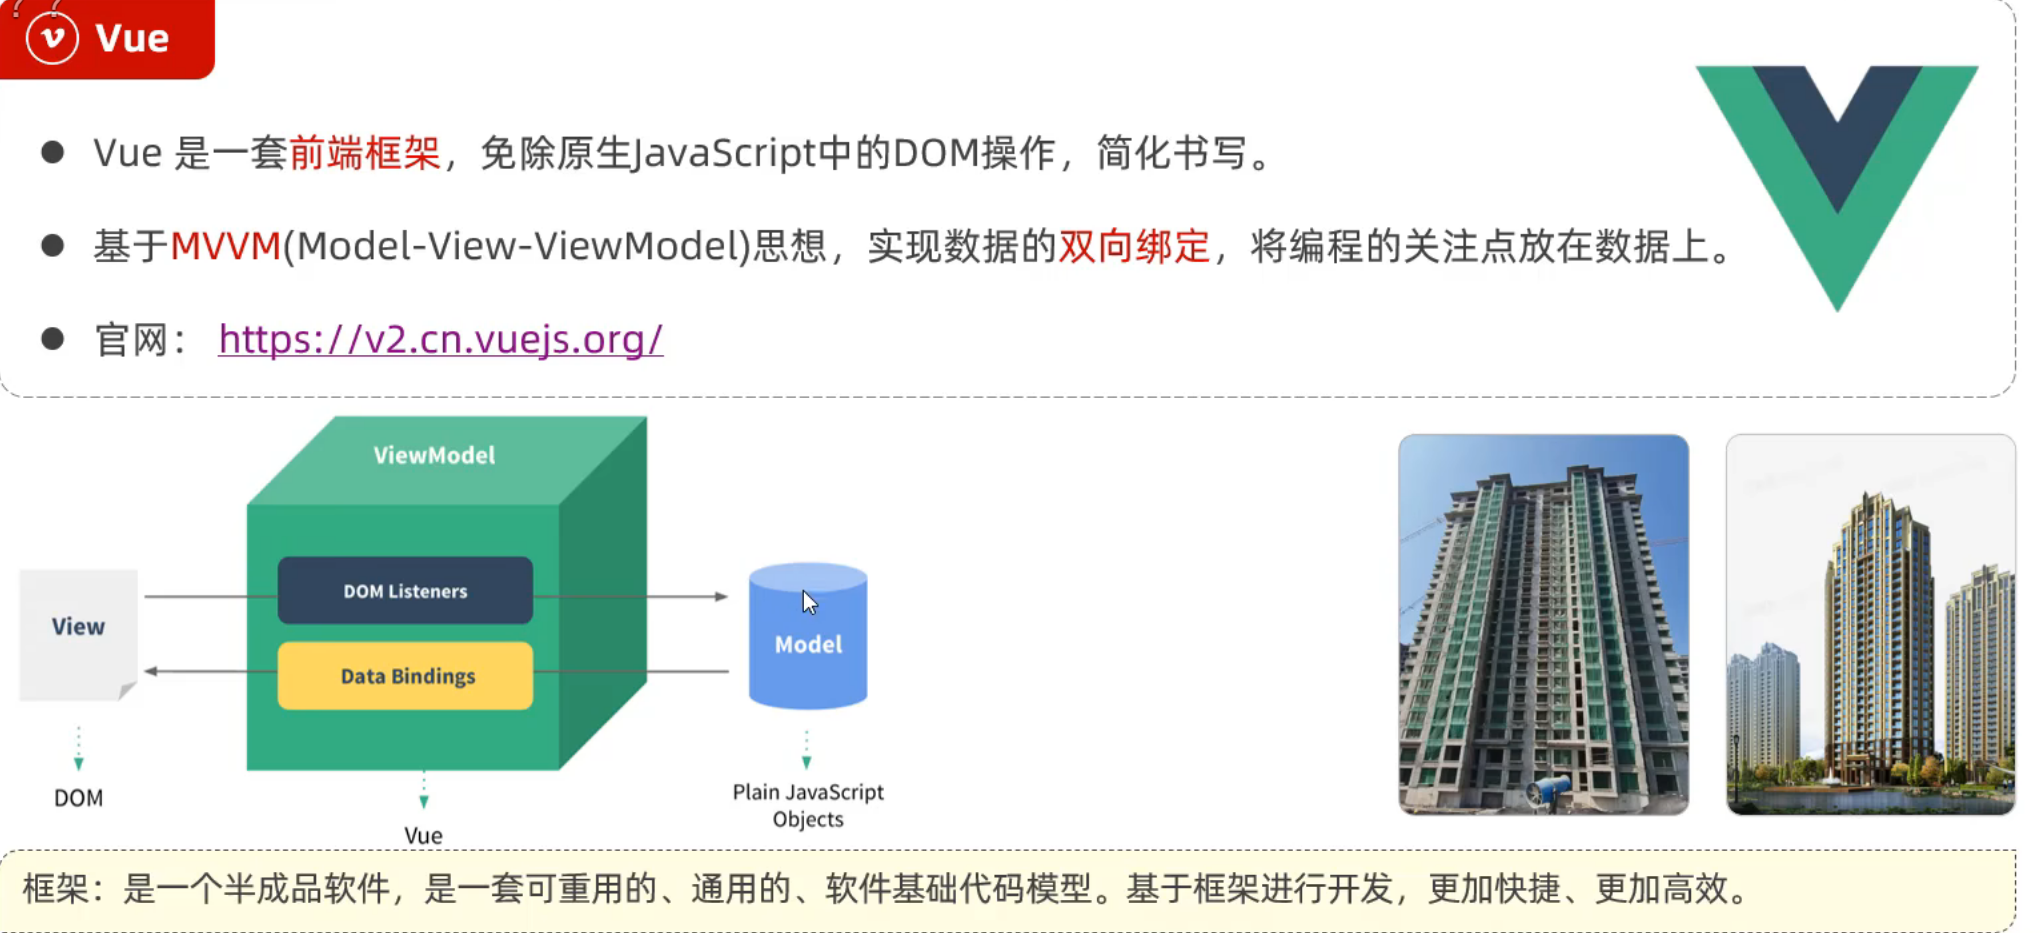 Vue
Vue 是一套前端框架，免除原生JavaScript中的DOM操作，简化书写。
基于MVVM(Model-View-ViewModel)思想，实现数据的双向绑定，将编程的关注点放在数据上。
官网： https://v2.cn.vuejs.org/
ViewModel
DOM Listeners
View
Model
Data Bindings
DOM
Plain JavaScript
Objects
Vue
框架：是一个半成品软件，是一套可重用的、通用的、软件基础代码模型。基于框架进行开发，更加快捷、更加高效。